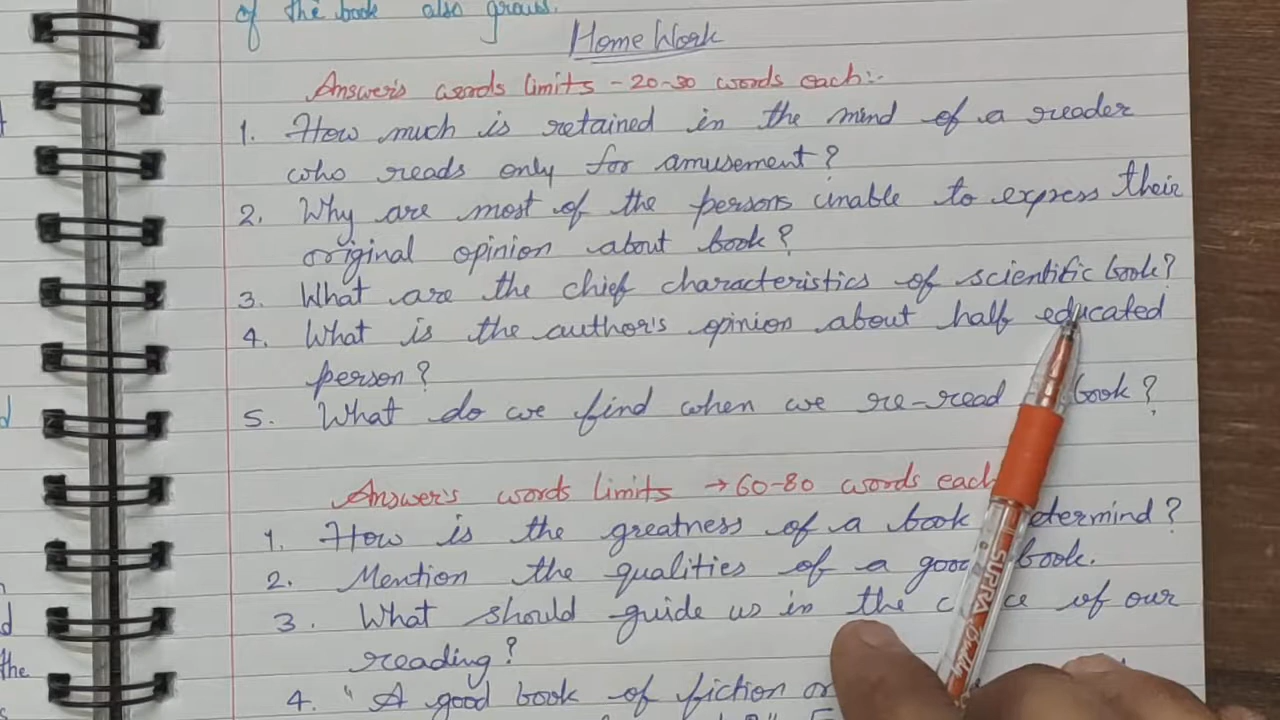 of the book also grows.
Home Work
Answer's words limits - 20-30 words each:-
1. How much is retained in the mind of a reader
who reads only for amusement?
2. Why are most of the persons unable to express their
original opinion about book?
3. What are the chief characteristics of scientific book?
4. What is the author's opinion about half educated
person?
5. What do we find when we re-read book?
Answer's words limits → 60-80 words each
1. How is the greatness of a book determind?
2. Mention the qualities of a good book.
3. What should guide us in the of our
reading?
4. "A good book of fiction or
d
d
the
SUPRA